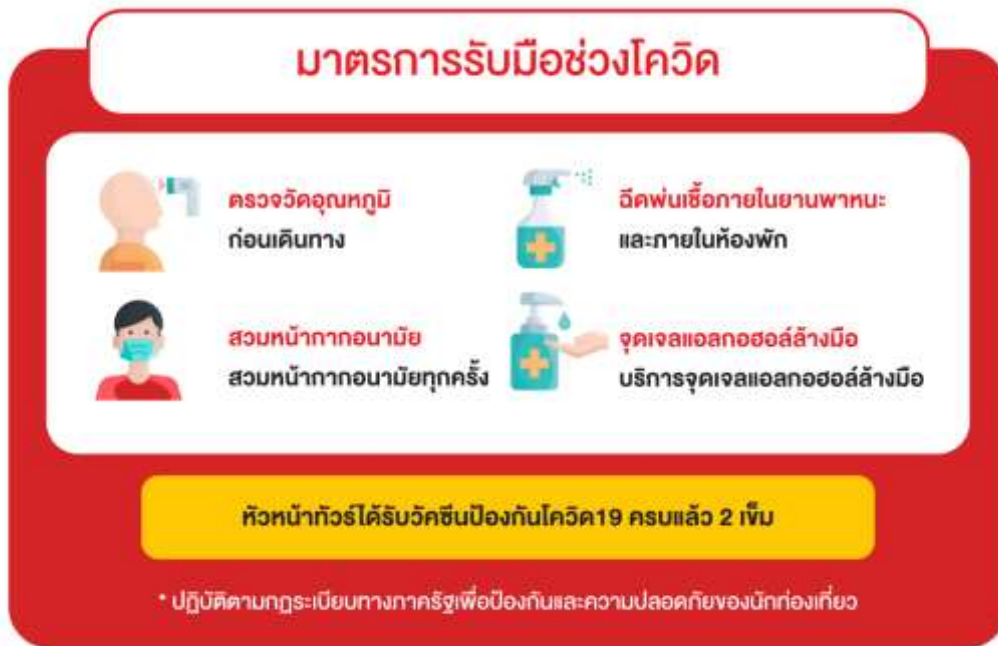 มาตรการรับมือช่วงโควิด
ตรวจวัดอุณหภูมิ
ก่อนเดินทาง
ฉีดพ่นเชื้อภายในยานพาหนะ
และภายในห้องพัก
สวมหน้ากากอนามัย
สวมหน้ากากอนามัยทุกครั้ง
จุดเจลแอลกอฮอล์ล้างมือ
บริการจุดเจลแอลกอฮอล์ล้างมือ
หัวหน้าทัวร์ได้รับวัคซีนป้องกันโควิด19 ครบแล้ว 2 เข็ม
* ปฏิบัติตามกฎระเบียบทางภาครัฐเพื่อป้องกันและความปลอดภัยของนักท่องเที่ยว